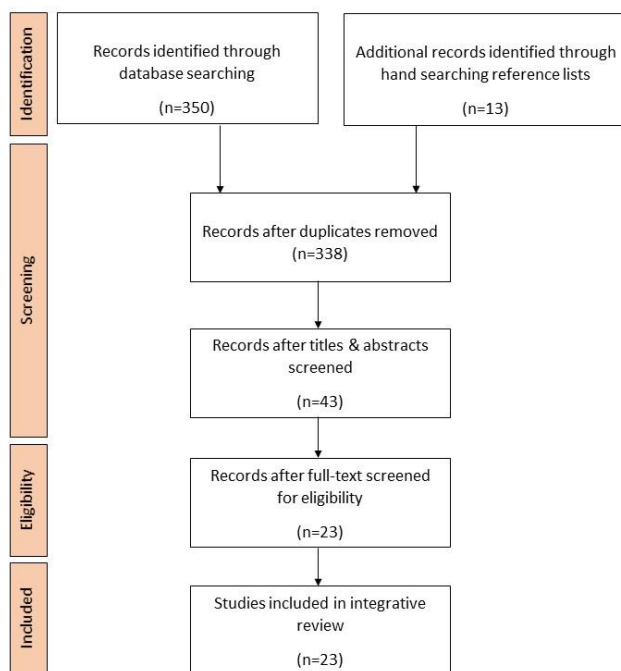 Identification
Records identified through
database searching
(n=350)
Additional records identified through
hand searching reference lists
(n=13)
Screening
Records after duplicates removed
(n=338)
Records after titles & abstracts
screened
(n=43)
Eligibility
Records after full-text screened
for eligibility
(n=23)
Included
Studies included in integrative
review
(n=23)